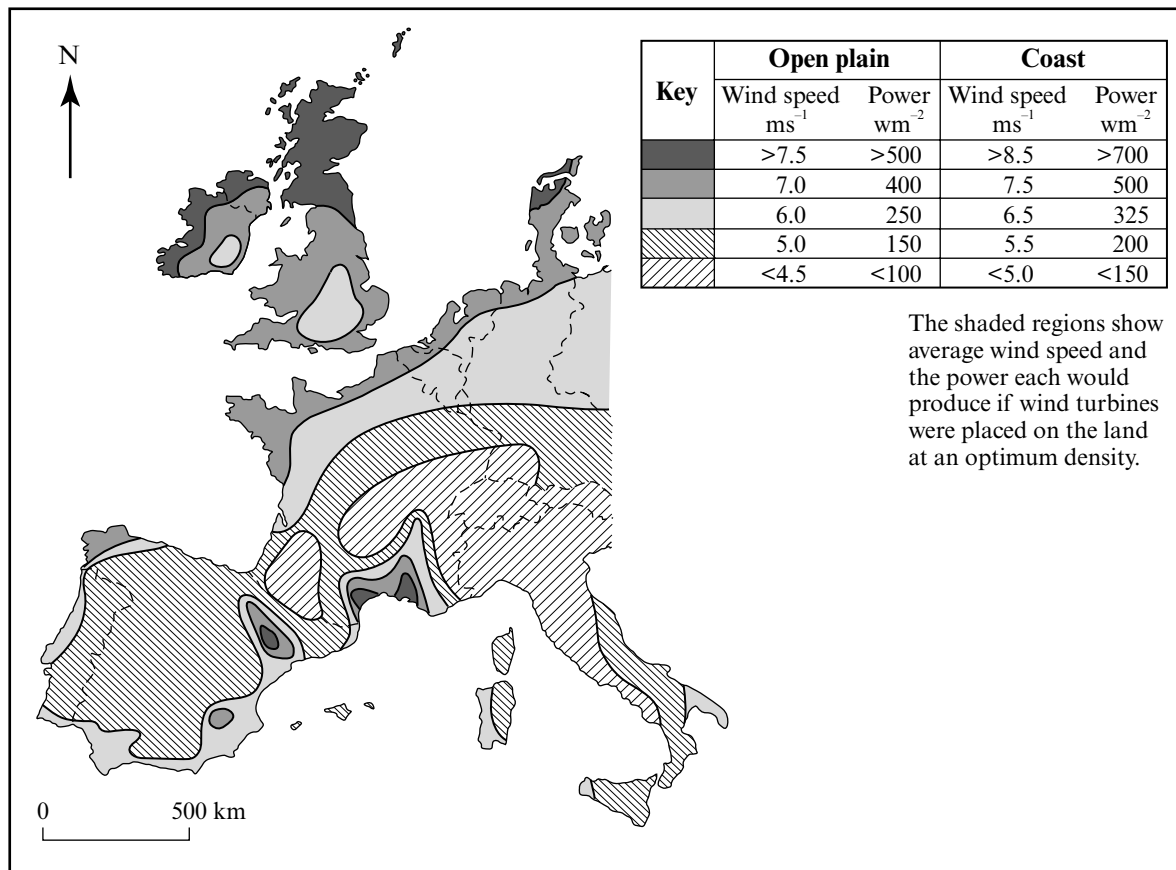 N
Key
Open plain Coast
Wind speed Power Wind speed Power
ms⁻¹ wm⁻² ms⁻¹ wm⁻²
>7.5 >500 >8.5 >700
7.0 400 7.5 500
6.0 250 6.5 325
5.0 150 5.5 200
<4.5 <100 <5.0 <150
The shaded regions show
average wind speed and
the power each would
produce if wind turbines
were placed on the land
at an optimum density.
0 500 km